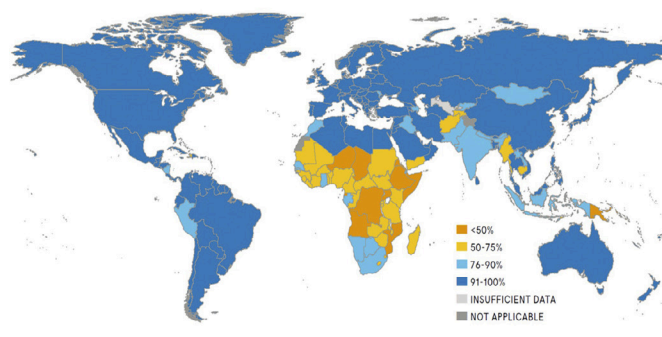 <50%
50-75%
76-90%
91-100%
INSUFFICIENT DATA
NOT APPLICABLE